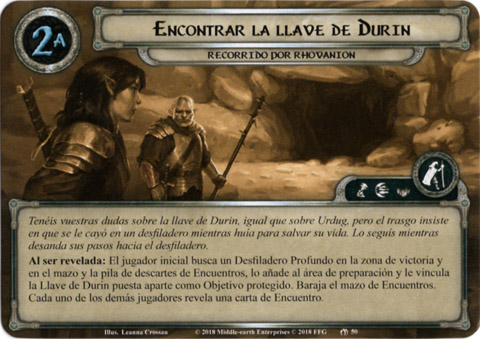 2A
Encontrar la llave de Durin
Recorrido por Rhovanion
Tenéis vuestras dudas sobre la llave de Durin, igual que sobre Urdug, pero el trasgo insiste
en que se le cayó en un desfiladero mientras huía para salvar su vida. Lo seguís mientras
desanda sus pasos hacia el desfiladero.
Al ser revelada: El jugador inicial busca un Desfiladero Profundo en la zona de victoria y
en el mazo y la pila de descartes de Encuentros, lo añade al área de preparación y le vincula
la Llave de Durin puesta aparte como Objetivo protegido. Baraja el mazo de Encuentros.
Cada uno de los demás jugadores revela una carta de Encuentro.
Illus. Leanna Crossan © 2018 Middle-earth Enterprises © 2018 FFG 50